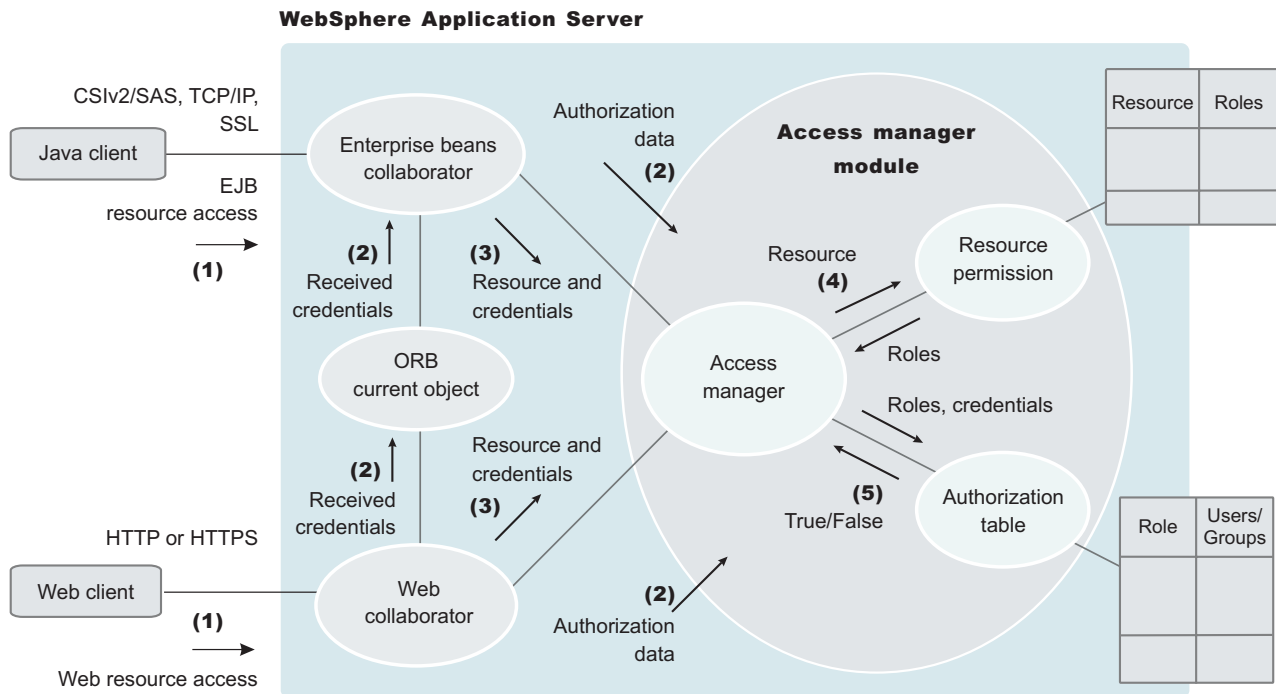 WebSphere Application Server
CSIv2/SAS, TCP/IP,
SSL
Java client
EJB
resource access
(1)
Enterprise beans
collaborator
(2)
Received
credentials
(3)
Resource and
credentials
Authorization
data
(2)
Access manager
module
Resource
Roles
Resource
permission
Resource
(4)
Roles
ORB
current object
Access
manager
Roles, credentials
(2)
Received
credentials
Resource and
credentials
(3)
(5)
True/False
Authorization
table
Role
Users/
Groups
HTTP or HTTPS
Web client
(1)
Web resource access
Web
collaborator
(2)
Authorization
data